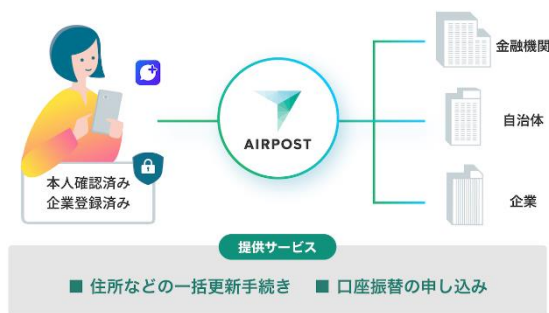 金融機関
AIRPOST
自治体
本人確認済み
企業登録済み
企業
提供サービス
■ 住所などの一括更新手続き ■ 口座振替の申し込み